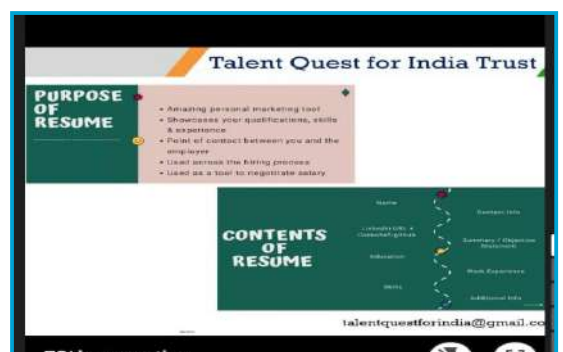 Talent Quest for India Trust
PURPOSE
OF
RESUME
• Amazing personal marketing tool
• Showcases your qualifications, skills
& experience
• Point of contact between you and the
employer
• Used across the hiring process
• Used as a tool to negotiate salary
CONTENTS
OF
RESUME
Name
Contact Info
Summary / Objective
Statement
Education
Work Experience
Skills
Additional Info
talentquestforindia@gmail.co